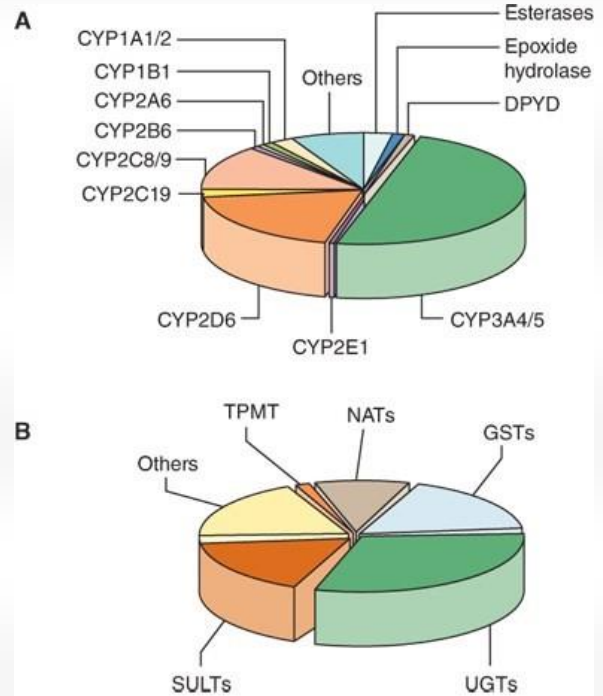 A
Esterases
CYP1A1/2
Epoxide
hydrolase
CYP1B1
Others
CYP2A6
DPYD
CYP2B6
CYP2C8/9
CYP2C19
CYP2D6
CYP3A4/5
CYP2E1
B
TPMT
NATs
GSTs
Others
SULTs
UGTs